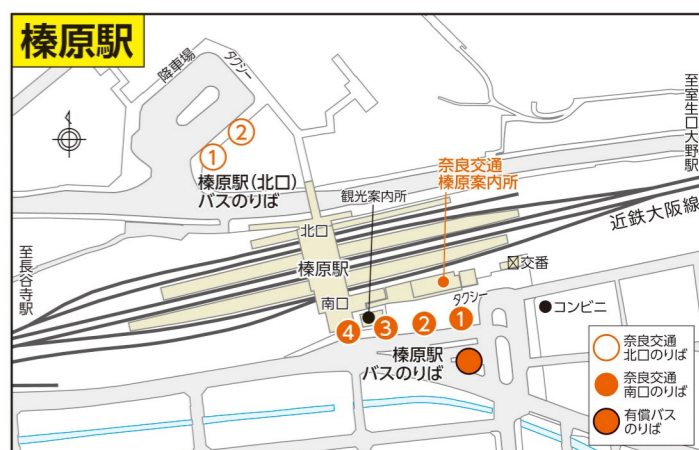 榛原駅
降車場
タクシー
②
①
榛原駅(北口)
バスのりば
観光案内所
奈良交通
榛原案内所
至室生口大野駅
近鉄大阪線
北口
榛原駅
南口
至長谷寺駅
交番
タクシー
コンビニ
④
③
②
①
榛原駅
バスのりば
奈良交通
北口のりば
奈良交通
南口のりば
有償バス
のりば